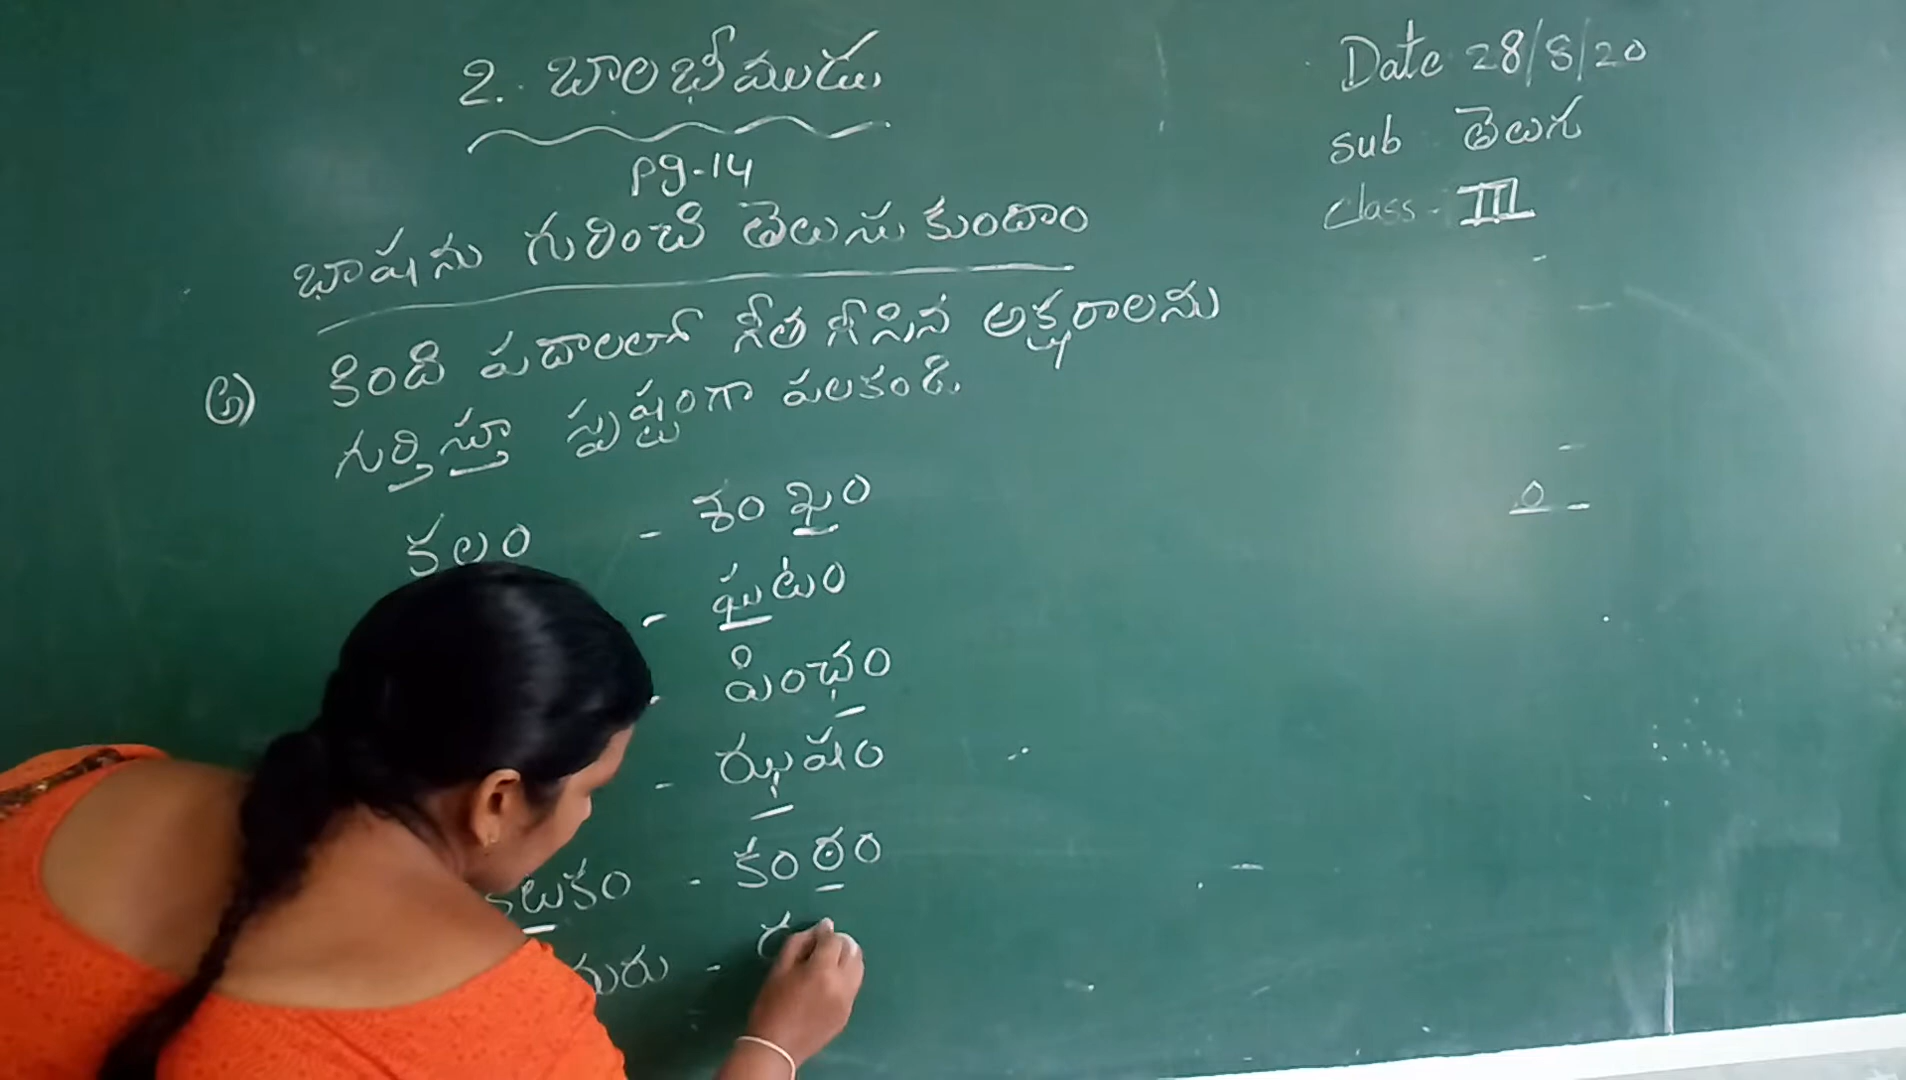 2. బాలభీముడు
Date 28/8/20
sub తెలుగు
class - III
pg-14
భాషను గురించి తెలుసుకుందాం
అ) కింది పదాలలో గీత గీసిన అక్షరాలను
గుర్తిస్తూ స్పష్టంగా పలకండి.
కలం - శంఖం
- ఘటం
- పింఛం
- ఝషం
టుకం - కంఠం